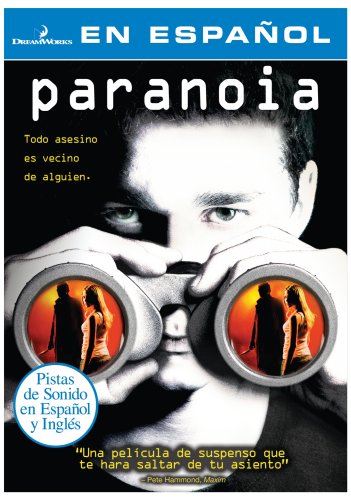 DREAMWORKS
EN ESPAÑOL
paranoia
Todo asesino
es vecino
de alguien.
Pistas
de Sonido
en Español
y Inglés
"Una película de suspenso que
te hara saltar de tu asiento"
– Pete Hammond, Maxim